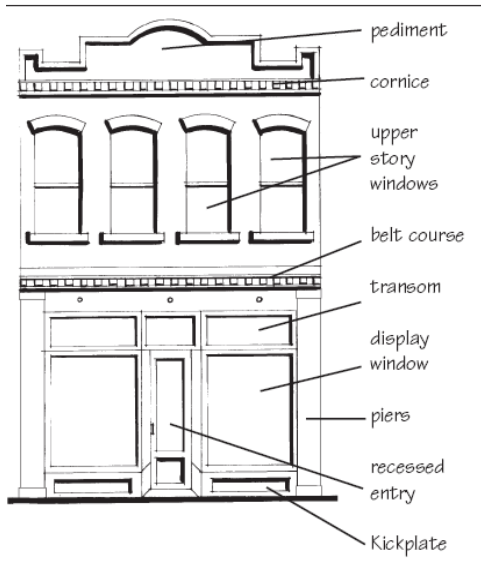 pediment
cornice
upper
story
windows
belt course
transom
display
window
piers
recessed
entry
Kickplate